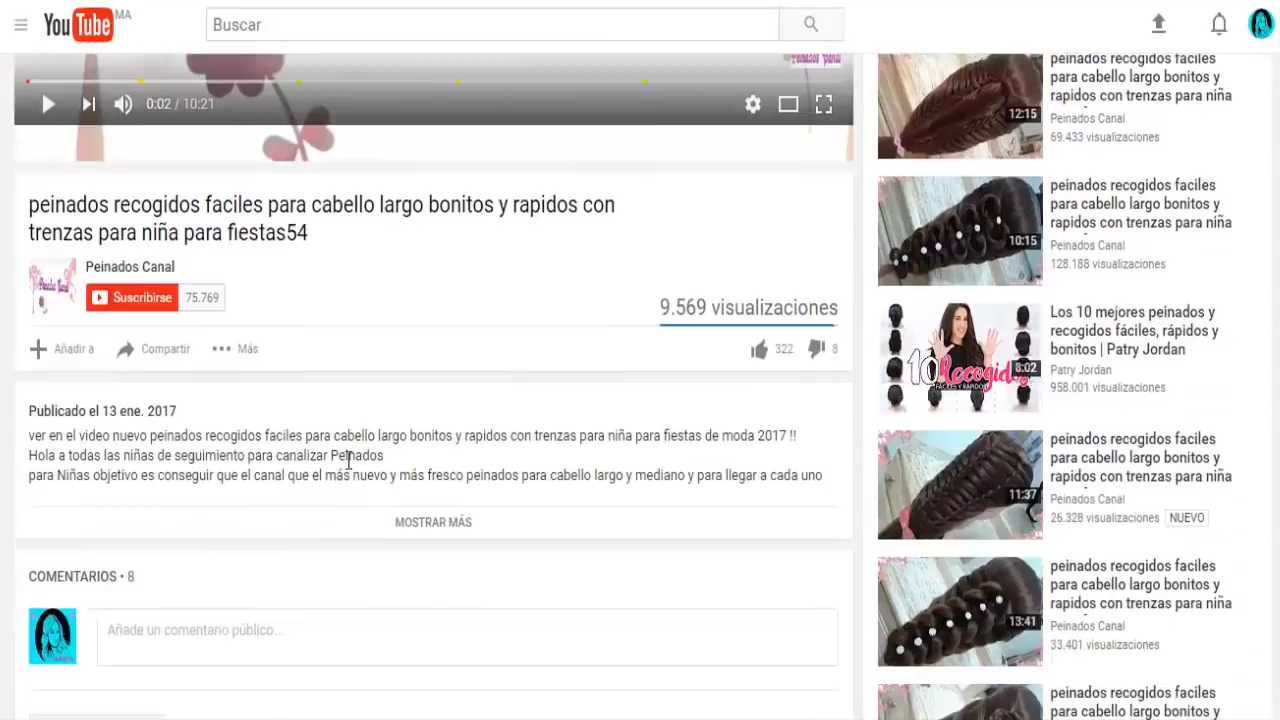 YouTube MA
Buscar
Peinados Canal
0:02 / 10:21
peinados recogidos faciles para cabello largo bonitos y rapidos con
trenzas para niña para fiestas54
Peinados Canal
Suscribirse 75.769
9.569 visualizaciones
Añadir a Compartir Más
322 8
Publicado el 13 ene. 2017
ver en el video nuevo peinados recogidos faciles para cabello largo bonitos y rapidos con trenzas para niña para fiestas de moda 2017 !!
Hola a todas las niñas de seguimiento para canalizar Peinados
para Niñas objetivo es conseguir que el canal que el más nuevo y más fresco peinados para cabello largo y mediano y para llegar a cada uno
MOSTRAR MÁS
COMENTARIOS • 8
Añade un comentario público...
peinados recogidos faciles
para cabello largo bonitos y
rapidos con trenzas para niña
12:15
Peinados Canal
69.433 visualizaciones
peinados recogidos faciles
para cabello largo bonitos y
rapidos con trenzas para niña
10:15
Peinados Canal
128.188 visualizaciones
Los 10 mejores peinados y
recogidos fáciles, rápidos y
bonitos | Patry Jordan
10 Recogidos
FACILES Y RAPIDOS
8:02
Patry Jordan
958.001 visualizaciones
peinados recogidos faciles
para cabello largo bonitos y
rapidos con trenzas para niña
11:37
Peinados Canal
26.328 visualizaciones NUEVO
peinados recogidos faciles
para cabello largo bonitos y
rapidos con trenzas para niña
13:41
Peinados Canal
33.401 visualizaciones
peinados recogidos faciles
para cabello largo bonitos y